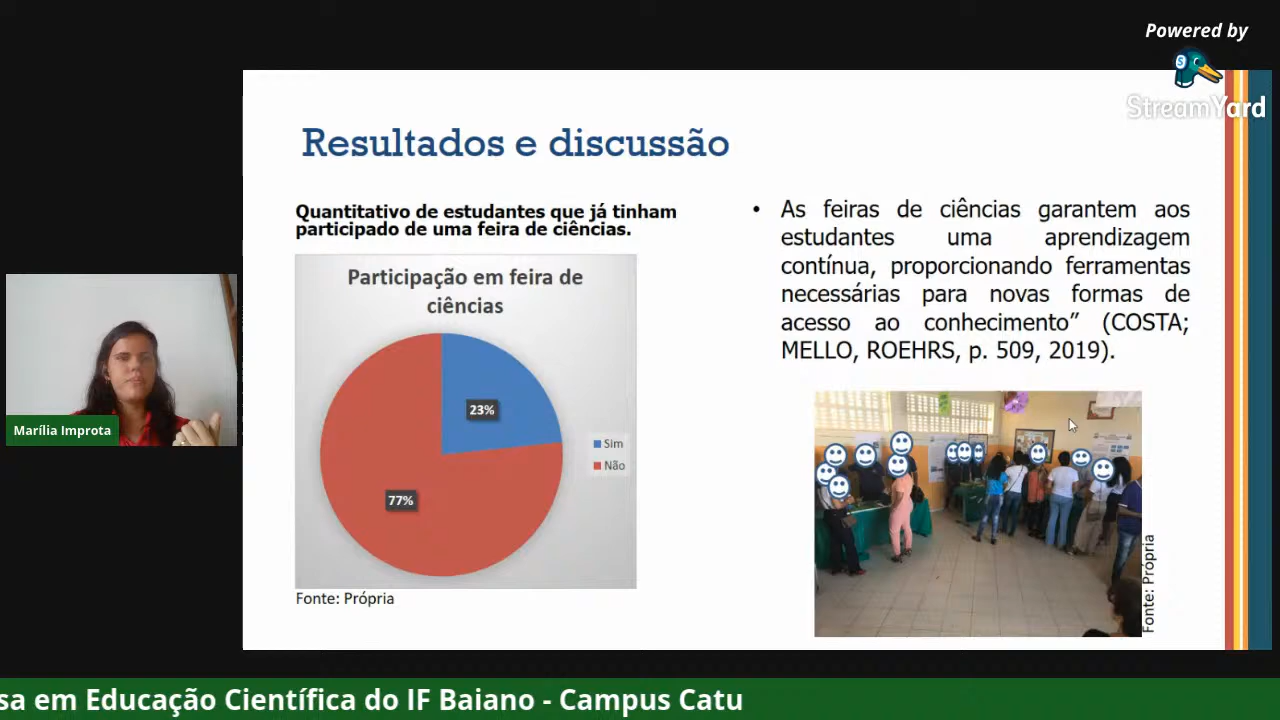 Powered by
StreamYard
Resultados e discussão
Quantitativo de estudantes que já tinham
participado de uma feira de ciências.
Participação em feira de
ciências
23%
77%
Sim
Não
Fonte: Própria
• As feiras de ciências garantem aos
estudantes uma aprendizagem
contínua, proporcionando ferramentas
necessárias para novas formas de
acesso ao conhecimento” (COSTA;
MELLO, ROEHRS, p. 509, 2019).
Fonte: Própria
Marília Improta
sa em Educação Científica do IF Baiano - Campus Catu